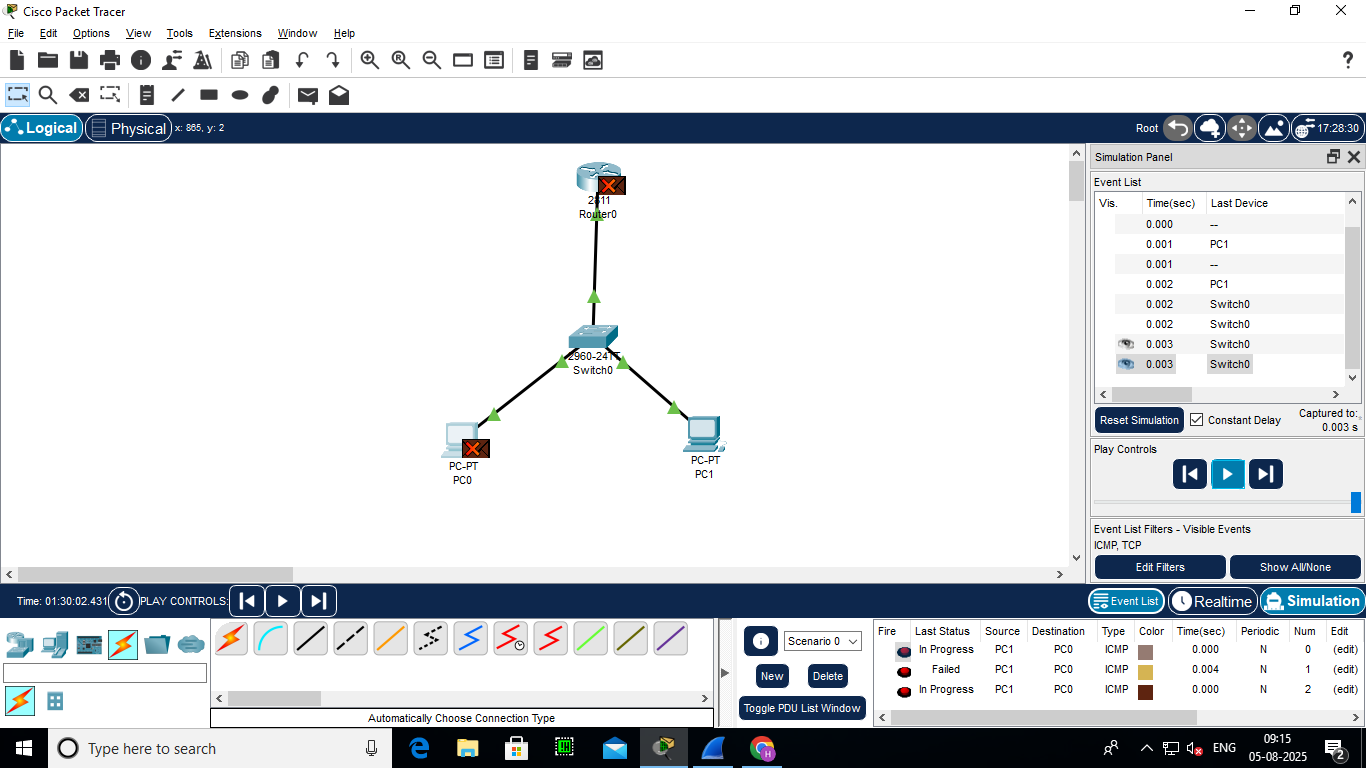 Cisco Packet Tracer
File Edit Options View Tools Extensions Window Help
Logical Physical x: 865, y: 2 Root 17:28:30
2811
Router0
2960-24TT
Switch0
PC-PT
PC0
PC-PT
PC1
Simulation Panel
Event List
Vis. Time(sec) Last Device
0.000 --
0.001 PC1
0.001 --
0.002 PC1
0.002 Switch0
0.002 Switch0
0.003 Switch0
0.003 Switch0
Reset Simulation Constant Delay Captured to:
0.003 s
Play Controls
Event List Filters - Visible Events
ICMP, TCP
Edit Filters Show All/None
Time: 01:30:02.431 PLAY CONTROLS: Event List Realtime Simulation
Automatically Choose Connection Type
Scenario 0
New Delete
Toggle PDU List Window
Fire Last Status Source Destination Type Color Time(sec) Periodic Num Edit
In Progress PC1 PC0 ICMP 0.000 N 0 (edit)
Failed PC1 PC0 ICMP 0.004 N 1 (edit)
In Progress PC1 PC0 ICMP 0.000 N 2 (edit)
Type here to search
ENG 09:15
05-08-2025
2